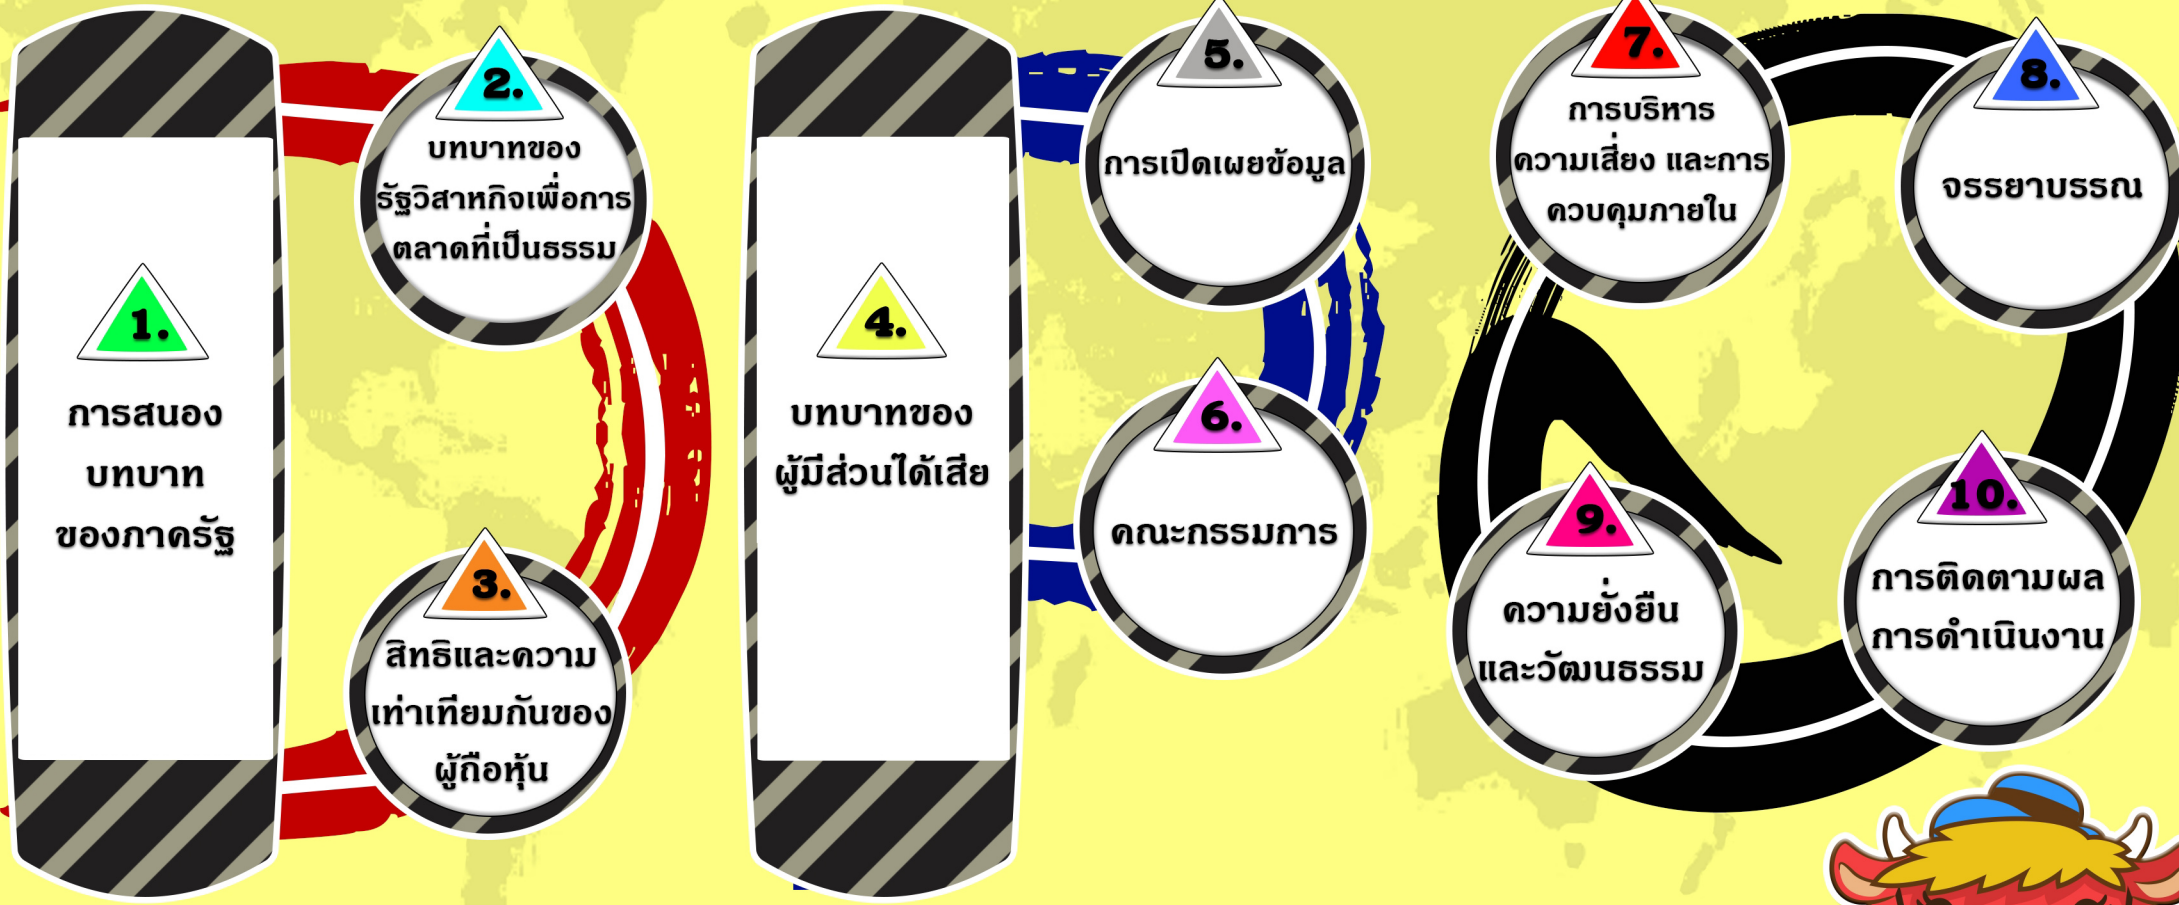 1.
การสนอง
บทบาท
ของภาครัฐ
2.
บทบาทของ
รัฐวิสาหกิจเพื่อการ
ตลาดที่เป็นธรรม
3.
สิทธิและความ
เท่าเทียมกันของ
ผู้ถือหุ้น
4.
บทบาทของ
ผู้มีส่วนได้เสีย
5.
การเปิดเผยข้อมูล
6.
คณะกรรมการ
7.
การบริหาร
ความเสี่ยง และการ
ควบคุมภายใน
8.
จรรยาบรรณ
9.
ความยั่งยืน
และวัฒนธรรม
10.
การติดตามผล
การดำเนินงาน